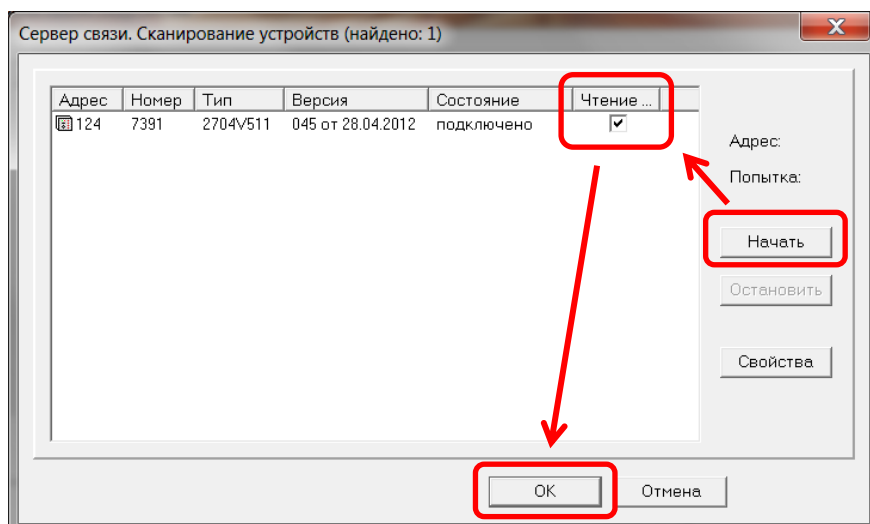 Сервер связи. Сканирование устройств (найдено: 1)
Адрес Номер Тип Версия Состояние Чтение ...
124 7391 2704V511 045 от 28.04.2012 подключено
Адрес:
Попытка:
Начать
Остановить
Свойства
OK Отмена